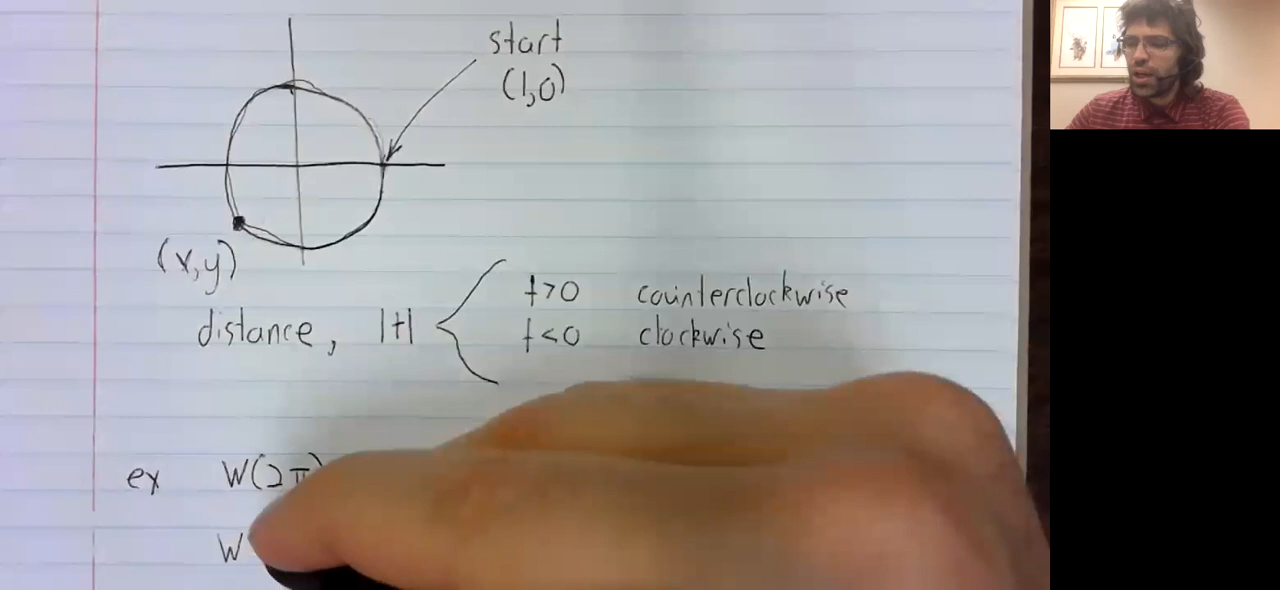 start
(1,0)
(x,y)
distance, |t|
t>0 counterclockwise
t<0 clockwise
ex W(2π)
W